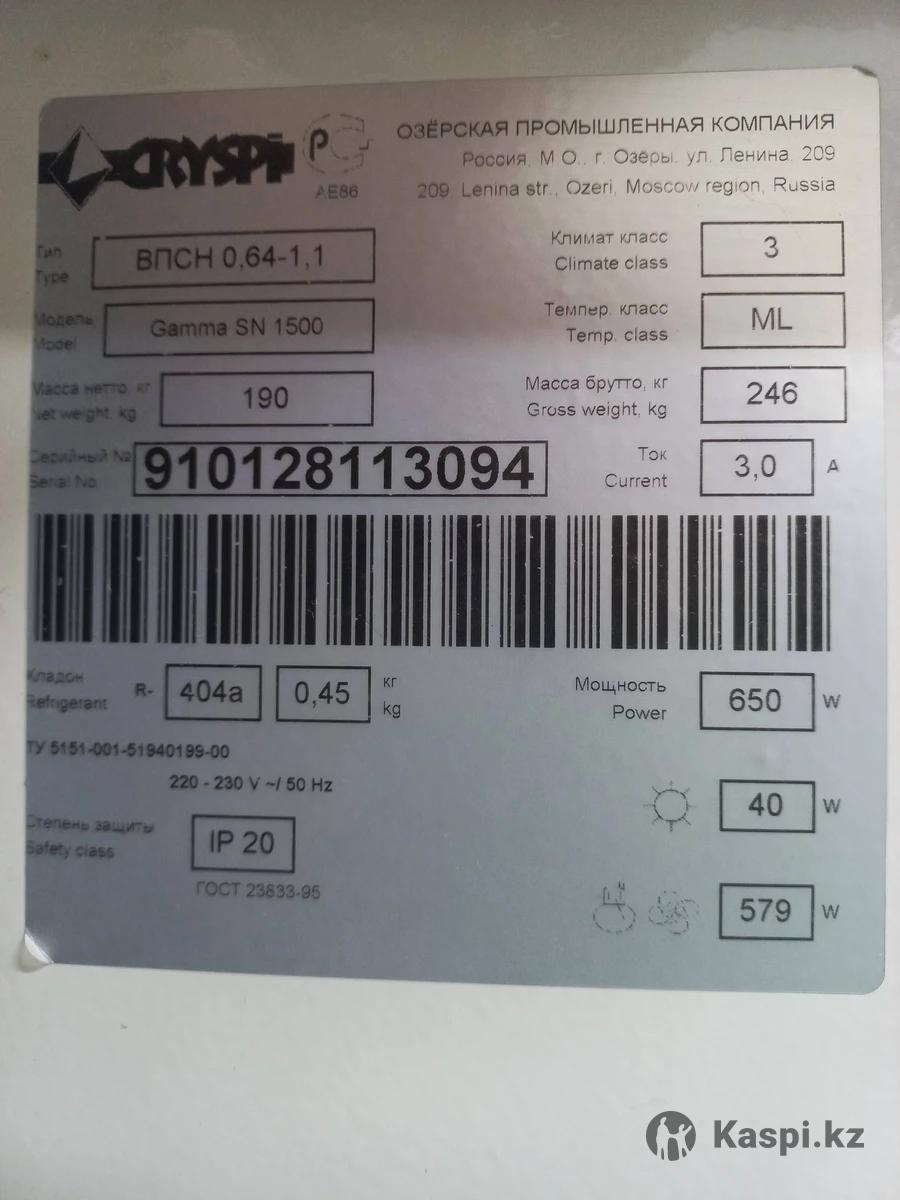 CRYSPI
АЕ86
ОЗЁРСКАЯ ПРОМЫШЛЕННАЯ КОМПАНИЯ
Россия, М.О., г. Озёры, ул. Ленина, 209
209, Lenina str., Ozeri, Moscow region, Russia
Тип
Type
ВПСН 0,64-1,1
Климат класс
Climate class
3
Модель
Model
Gamma SN 1500
Темпер. класс
Temp. class
ML
Масса нетто, кг
Net weight, kg
190
Масса брутто, кг
Gross weight, kg
246
Серийный №
Serial No.
910128113094
Ток
Current
3,0 A
Хладон
Refrigerant
R- 404a 0,45
кг
kg
Мощность
Power
650 W
ТУ 5151-001-51940199-00
220 - 230 V ~/ 50 Hz
40 W
Степень защиты
Safety class
IP 20
ГОСТ 23833-95
579 W
Kaspi.kz